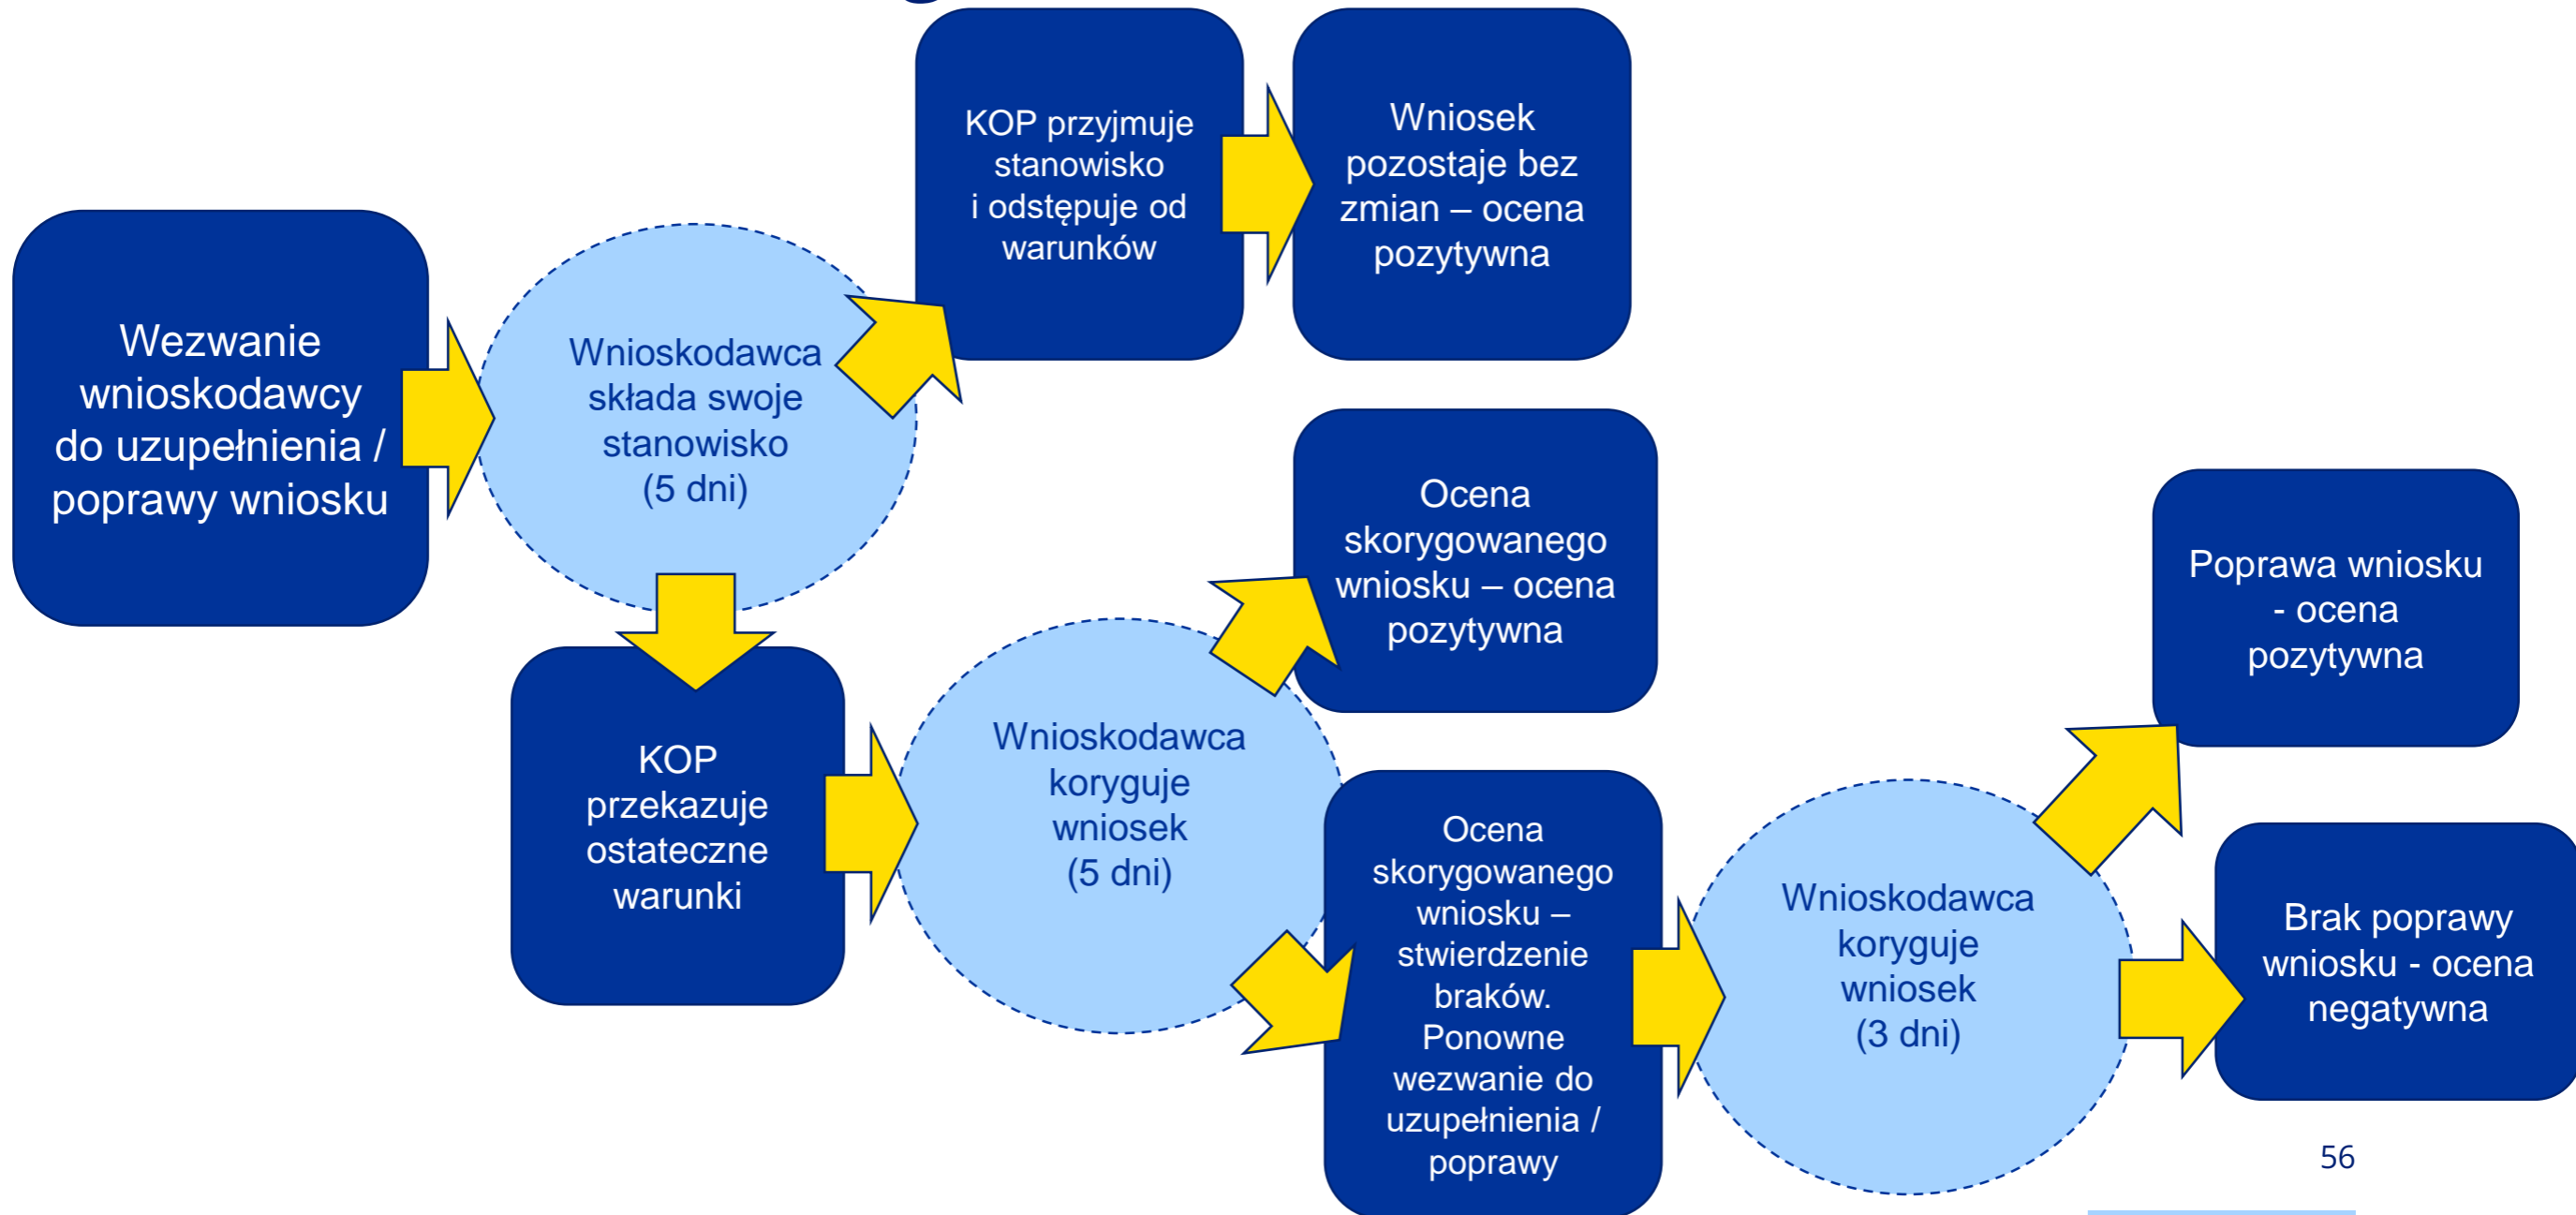 Wezwanie
wnioskodawcy
do uzupełnienia /
poprawy wniosku
Wnioskodawca
składa swoje
stanowisko
(5 dni)
KOP przyjmuje
stanowisko
i odstępuje od
warunków
Wniosek
pozostaje bez
zmian – ocena
pozytywna
KOP
przekazuje
ostateczne
warunki
Wnioskodawca
koryguje
wniosek
(5 dni)
Ocena
skorygowanego
wniosku – ocena
pozytywna
Ocena
skorygowanego
wniosku –
stwierdzenie
braków.
Ponowne
wezwanie do
uzupełnienia /
poprawy
Wnioskodawca
koryguje
wniosek
(3 dni)
Poprawa wniosku
- ocena
pozytywna
Brak poprawy
wniosku - ocena
negatywna
56